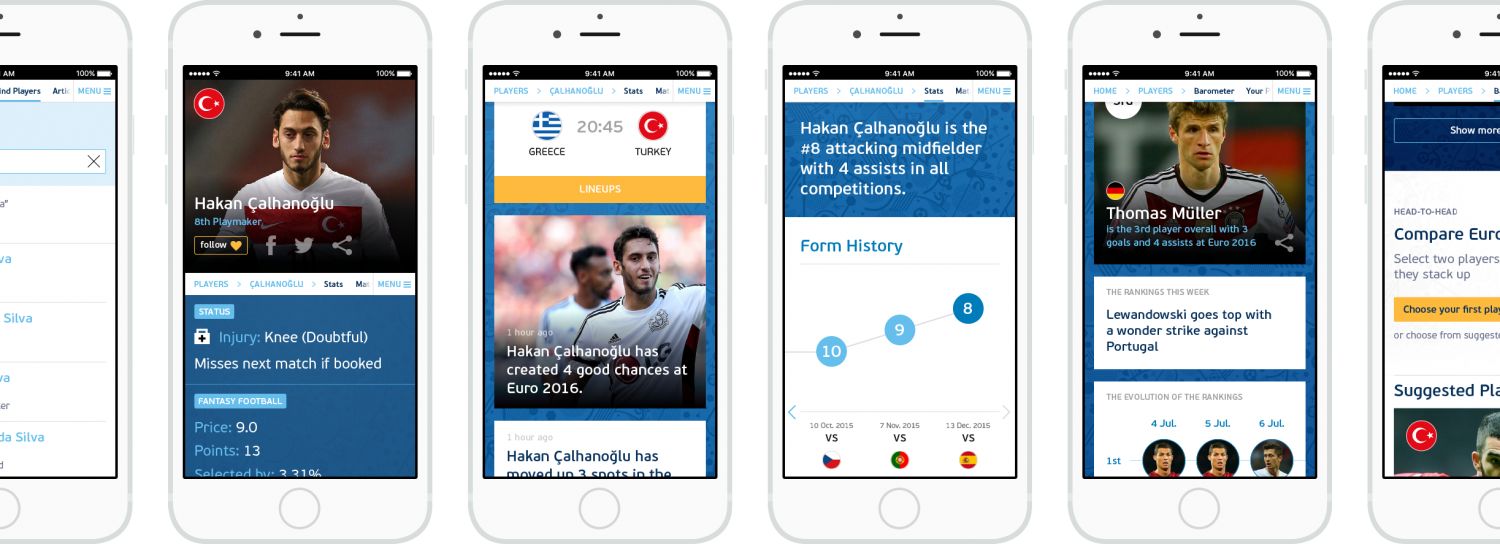 AM 100%
ind Players Artic MENU
a"
va
Silva
va
er
da Silva
d
9:41 AM 100%
Hakan Çalhanoğlu
8th Playmaker
follow
PLAYERS > ÇALHANOĞLU > Stats Mat MENU
STATUS
Injury: Knee (Doubtful)
Misses next match if booked
FANTASY FOOTBALL
Price: 9.0
Points: 13
Selected by: 3.31%
9:41 AM 100%
PLAYERS > ÇALHANOĞLU > Stats Mat MENU
20:45
GREECE TURKEY
LINEUPS
1 hour ago
Hakan Çalhanoğlu has
created 4 good chances at
Euro 2016.
1 hour ago
Hakan Çalhanoğlu has
moved up 3 spots in the
9:41 AM 100%
PLAYERS > ÇALHANOĞLU > Stats Mat MENU
Hakan Çalhanoğlu is the
#8 attacking midfielder
with 4 assists in all
competitions.
Form History
10 9 8
10 Oct. 2015 7 Nov. 2015 13 Dec. 2015
VS VS VS
9:41 AM 100%
HOME > PLAYERS > Barometer Your P MENU
3rd
Thomas Müller
is the 3rd player overall with 3
goals and 4 assists at Euro 2016
THE RANKINGS THIS WEEK
Lewandowski goes top with
a wonder strike against
Portugal
THE EVOLUTION OF THE RANKINGS
4 Jul. 5 Jul. 6 Jul.
1st
9:41
HOME > PLAYERS > B
Show more
HEAD-TO-HEAD
Compare Euro
Select two players
they stack up
Choose your first play
or choose from suggeste
Suggested Pla